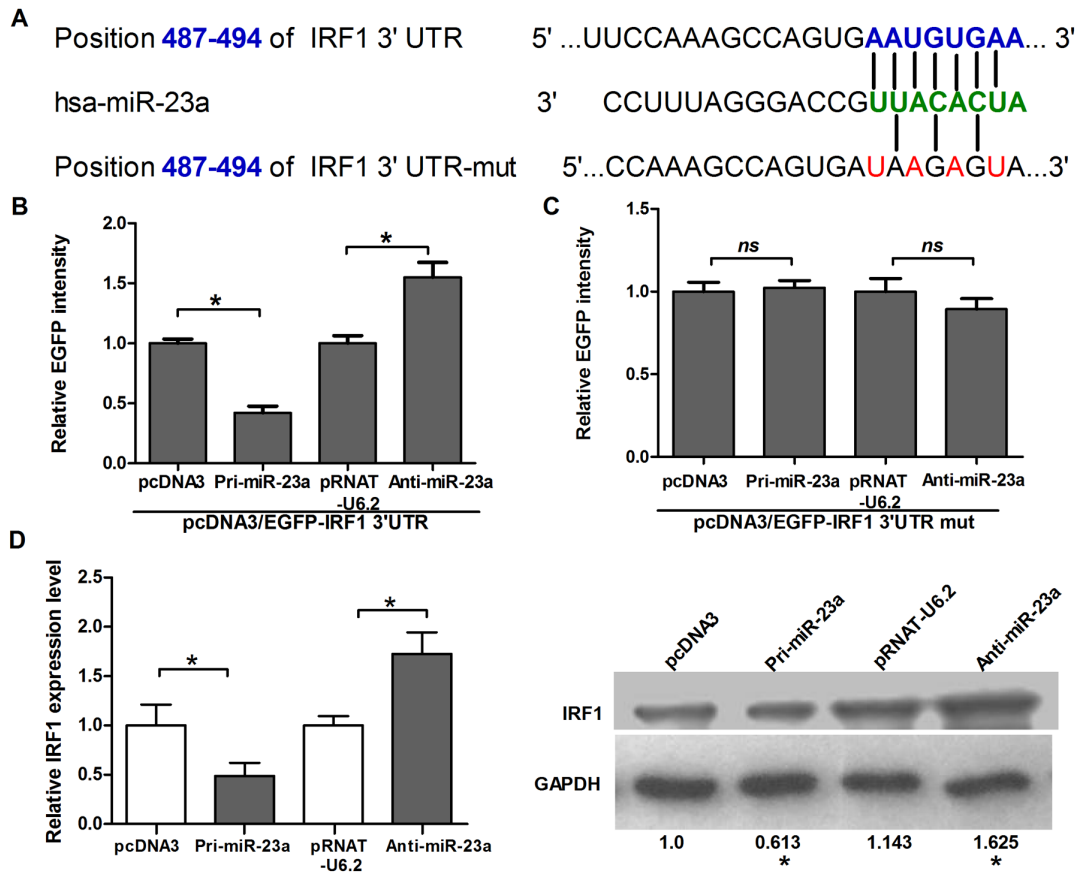 A
Position 487-494 of IRF1 3' UTR
5' ...UUCCAAAGCCAGUGAAUGUGAA... 3'
hsa-miR-23a
3' CCUUUAGGGACCGUUACACUA
Position 487-494 of IRF1 3' UTR-mut
5'...CCAAAGCCAGUGAUAAGAGUA...3'
B
Relative EGFP intensity
2.0
1.5
1.0
0.5
0.0
*
*
pcDNA3
Pri-miR-23a
pRNAT
-U6.2
Anti-miR-23a
pcDNA3/EGFP-IRF1 3'UTR
C
Relative EGFP intensity
1.5
1.0
0.5
0.0
ns
ns
pcDNA3
Pri-miR-23a
pRNAT
-U6.2
Anti-miR-23a
pcDNA3/EGFP-IRF1 3'UTR mut
D
Relative IRF1 expression level
2.5
2.0
1.5
1.0
0.5
0.0
*
*
pcDNA3
Pri-miR-23a
pRNAT
-U6.2
Anti-miR-23a
pcDNA3
Pri-miR-23a
pRNAT-U6.2
Anti-miR-23a
IRF1
GAPDH
1.0 0.613 1.143 1.625
* *